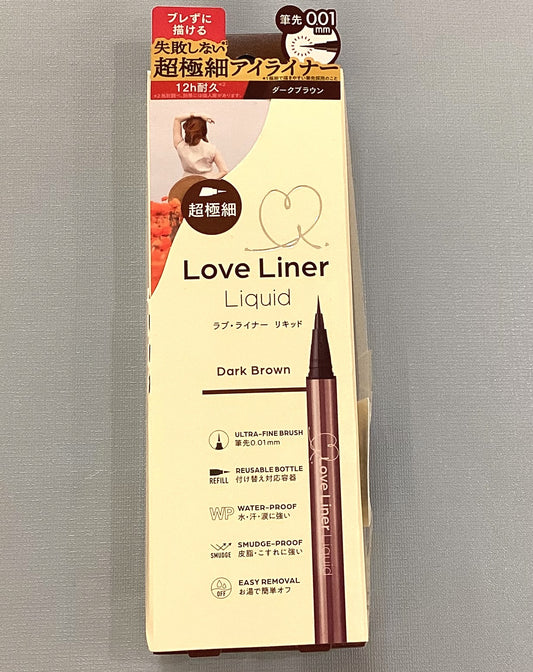 ブレずに
描ける
筆先 0.01
mm
失敗しない*1
超極細アイライナー
12h耐久*2
ダークブラウン
超極細
Love Liner
Liquid
ラブ・ライナー リキッド
Dark Brown
ULTRA-FINE BRUSH
筆先0.01mm
REUSABLE BOTTLE
REFILL
付け替え対応容器
WP
WATER-PROOF
水・汗・涙に強い
SMUDGE-PROOF
SMUDGE
皮脂・こすれに強い
EASY REMOVAL
OFF
お湯で簡単オフ
Love Liner Liquid